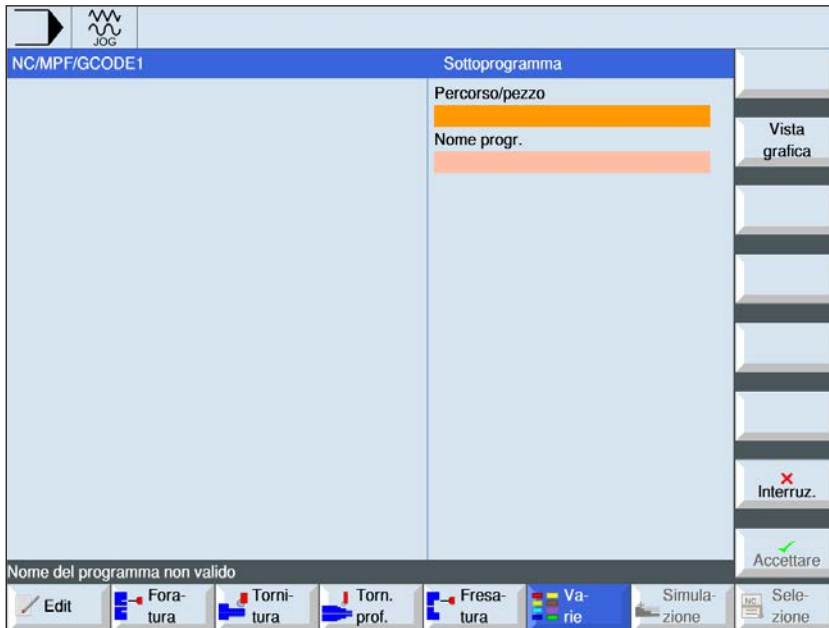 JOG
NC/MPF/GCODE1
Sottoprogramma
Percorso/pezzo
Nome progr.
Vista
grafica
Interruz.
Accettare
Nome del programma non valido
Edit
Fora-
tura
Torni-
tura
Torn.
prof.
Fresa-
tura
Va-
rie
Simula-
zione
NC
Sele-
zione